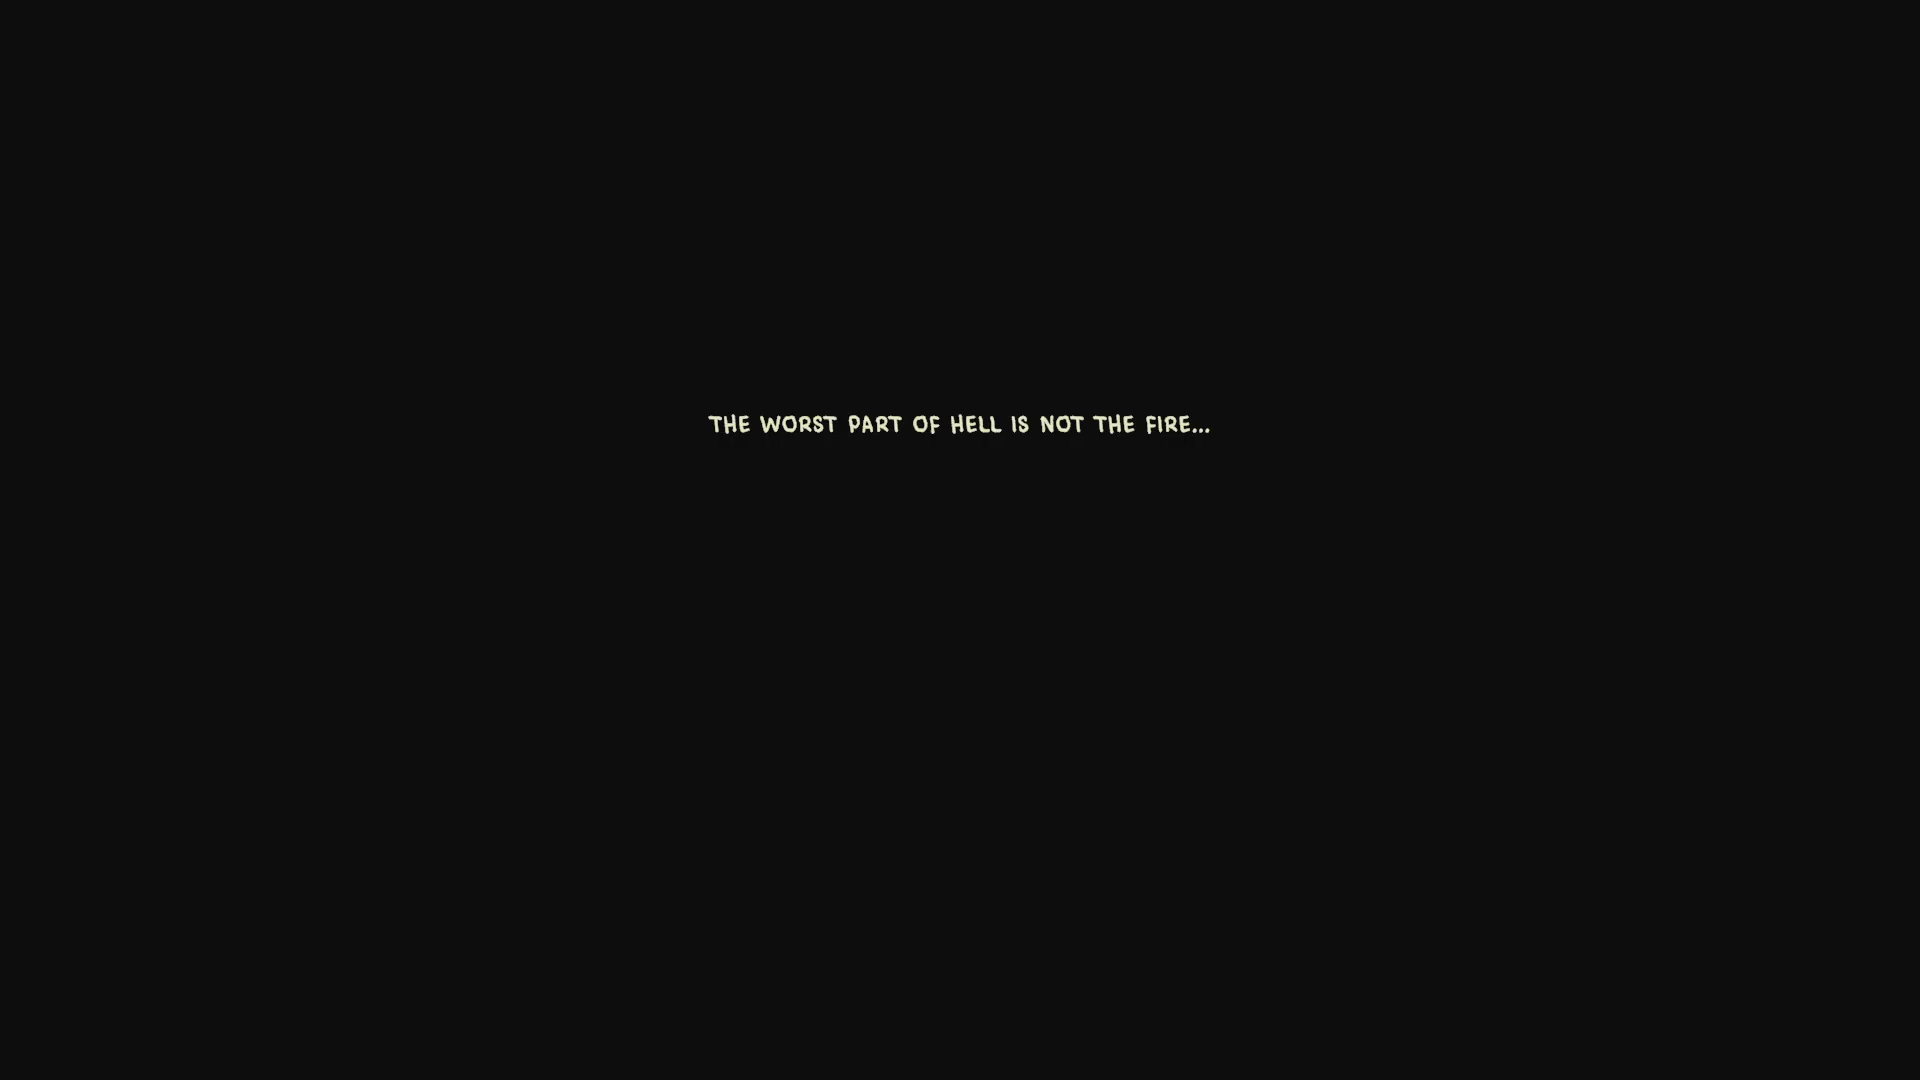 THE WORST PART OF HELL IS NOT THE FIRE...